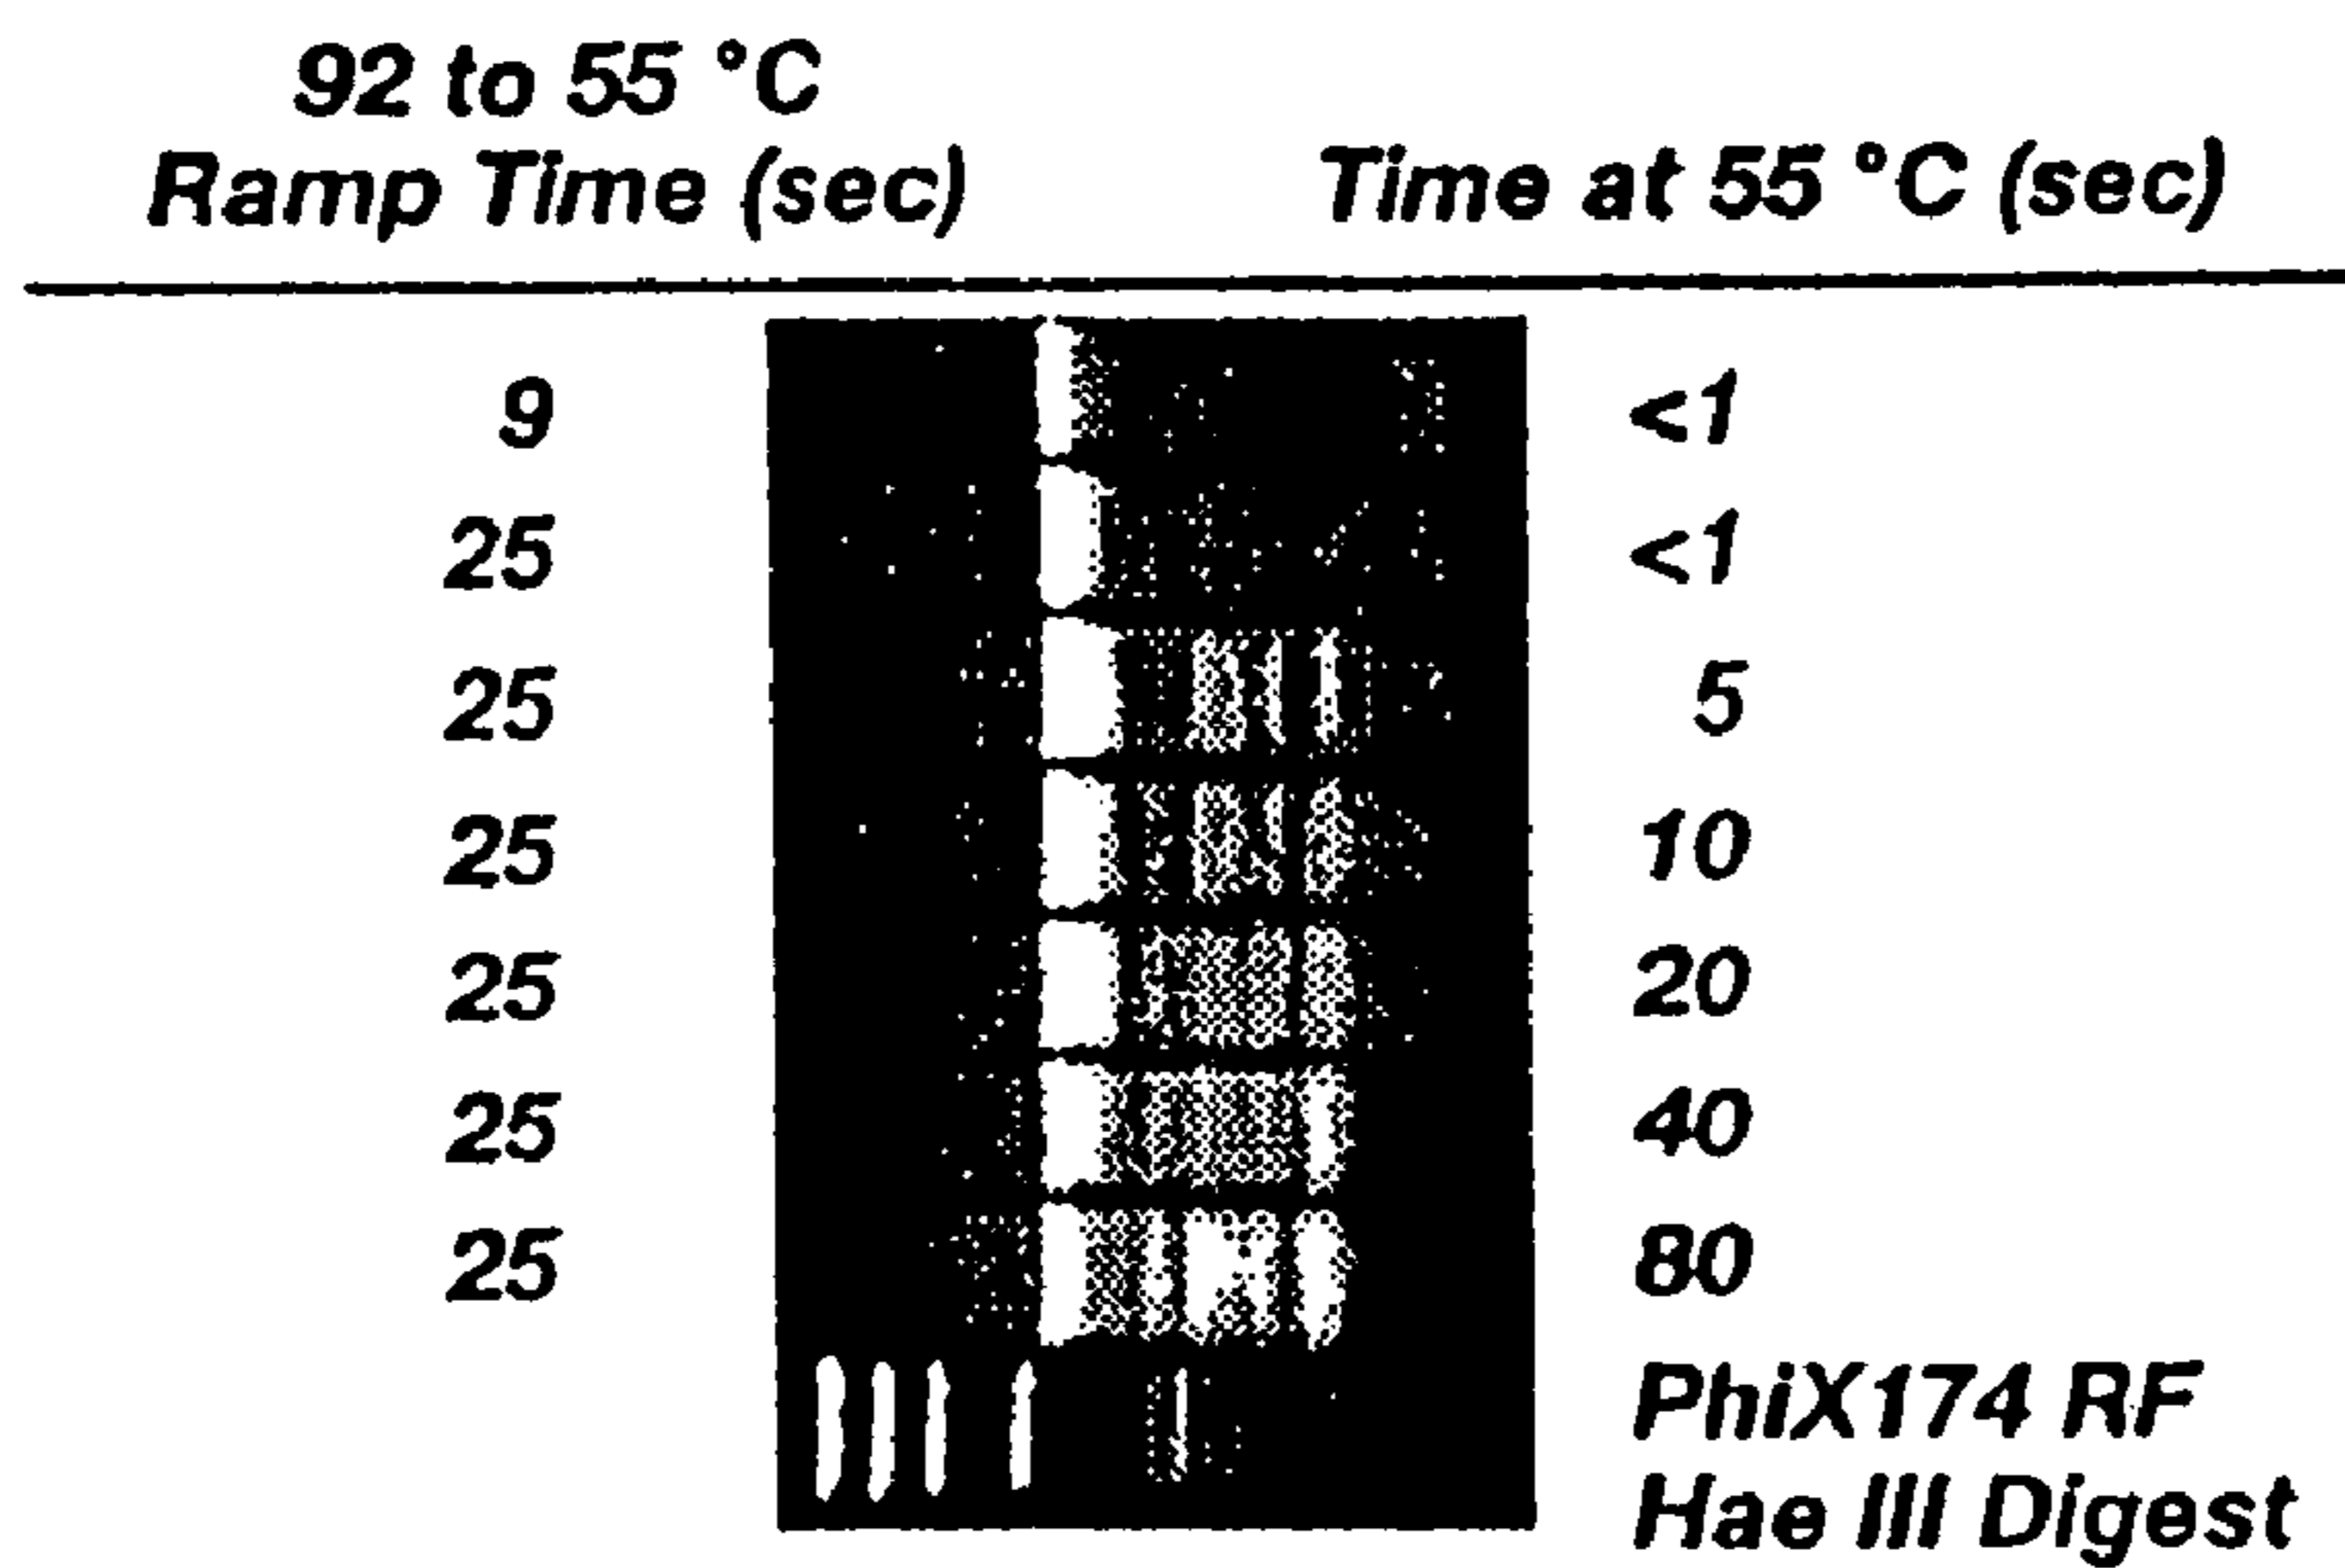 92 to 55 °C
Ramp Time (sec) Time at 55 °C (sec)
9 <1
25 <1
25 5
25 10
25 20
25 40
25 80
PhiX174 RF
Hae III Digest